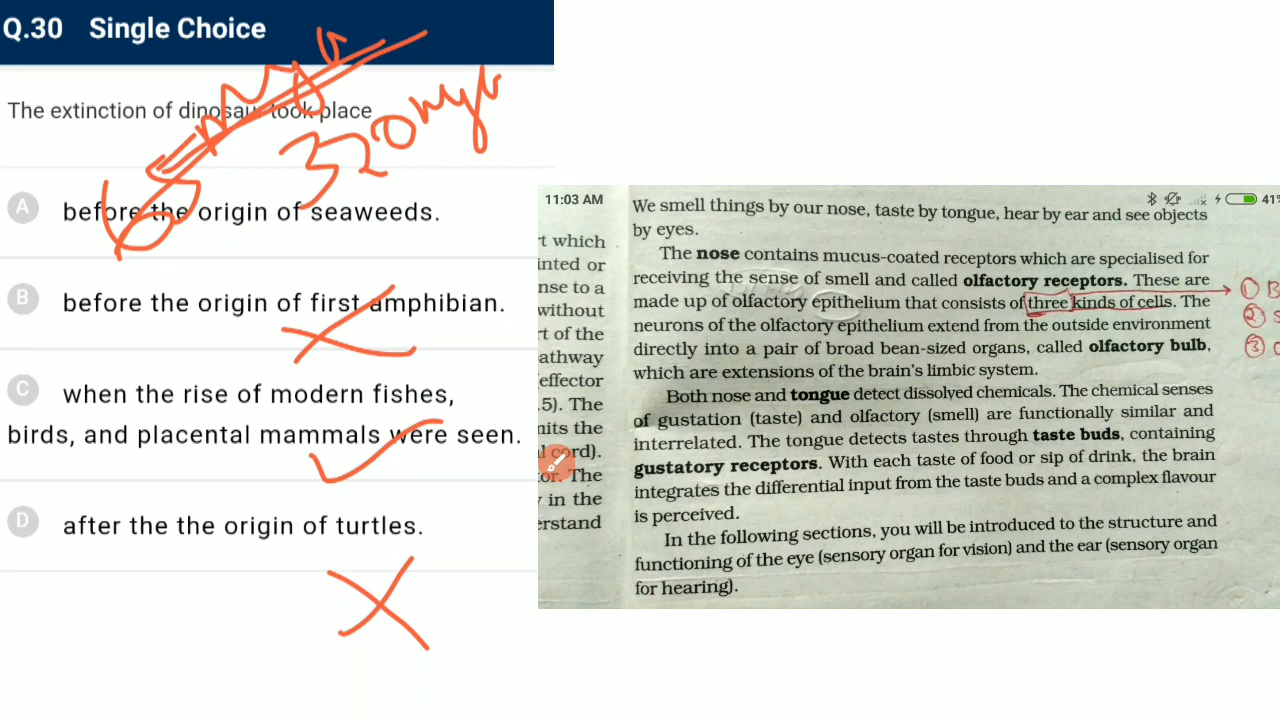 Q.30 Single Choice
The extinction of dinosaur took place
65 mya
320 mya
A before the origin of seaweeds.
B before the origin of first amphibian.
C when the rise of modern fishes,
birds, and placental mammals were seen.
D after the the origin of turtles.
11:03 AM
41%
We smell things by our nose, taste by tongue, hear by ear and see objects
by eyes.
The nose contains mucus-coated receptors which are specialised for
receiving the sense of smell and called olfactory receptors. These are
made up of olfactory epithelium that consists of three kinds of cells. The
neurons of the olfactory epithelium extend from the outside environment
directly into a pair of broad bean-sized organs, called olfactory bulb,
which are extensions of the brain's limbic system.
Both nose and tongue detect dissolved chemicals. The chemical senses
of gustation (taste) and olfactory (smell) are functionally similar and
interrelated. The tongue detects tastes through taste buds, containing
gustatory receptors. With each taste of food or sip of drink, the brain
integrates the differential input from the taste buds and a complex flavour
is perceived.
In the following sections, you will be introduced to the structure and
functioning of the eye (sensory organ for vision) and the ear (sensory organ
for hearing).
t which
inted or
nse to a
without
rt of the
athway
effector
.5). The
nits the
l cord).
or. The
in the
erstand
① B
②
③